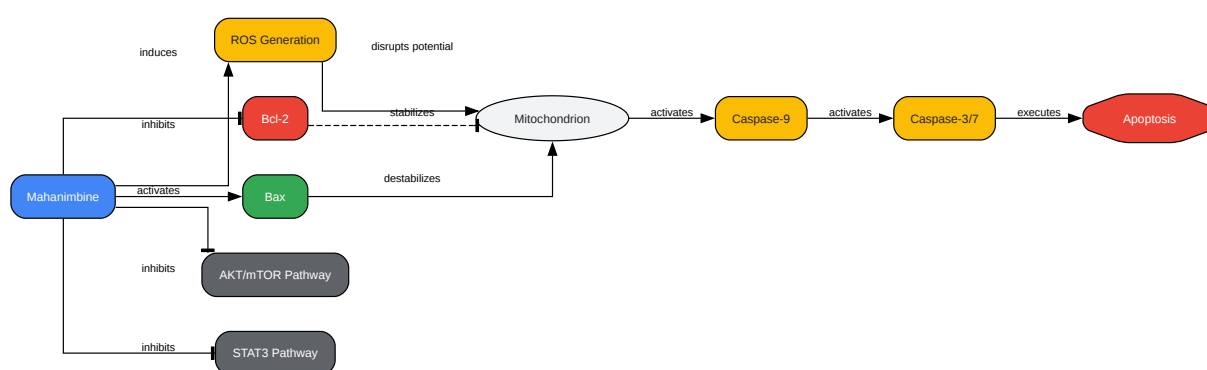 ROS Generation
induces
disrupts potential
Bcl-2
stabilizes
inhibits
Mitochondrion
activates
Caspase-9
activates
Caspase-3/7
executes
Apoptosis
Mahanimbine
activates
Bax
destabilizes
inhibits
AKT/mTOR Pathway
inhibits
STAT3 Pathway